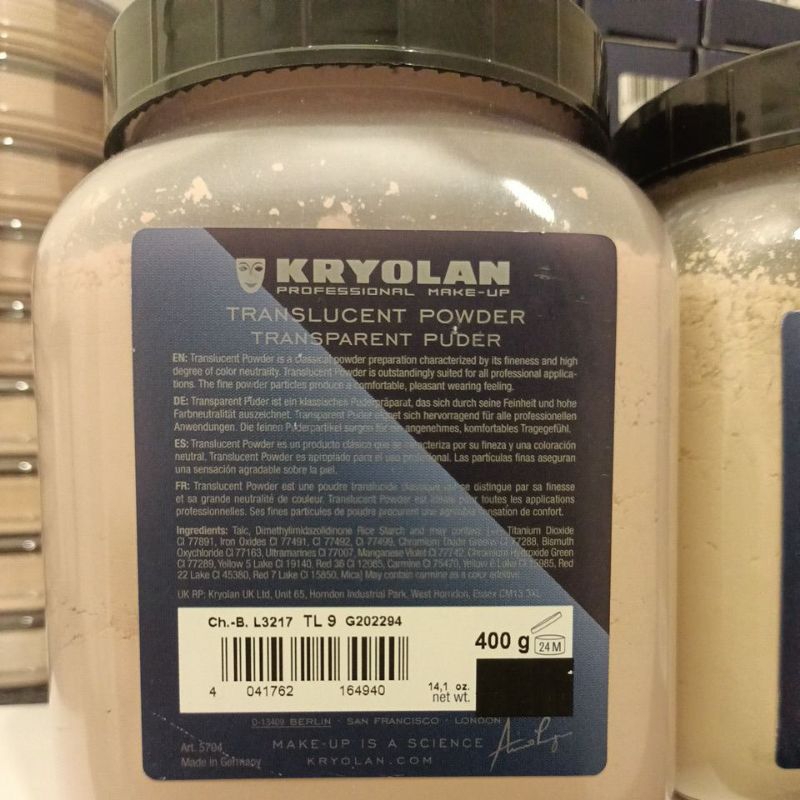 KRYOLAN
PROFESSIONAL MAKE-UP
TRANSLUCENT POWDER
TRANSPARENT PUDER
EN: Translucent Powder is a classical powder preparation characterized by its fineness and high
degree of color neutrality. Translucent Powder is outstandingly suited for all professional applica-
tions. The fine powder particles produce a comfortable, pleasant wearing feeling.
DE: Transparent Puder ist ein klassisches Puderpräparat, das sich durch seine Feinheit und hohe
Farbneutralität auszeichnet. Transparent Puder eignet sich hervorragend für alle professionellen
Anwendungen. Die feinen Puderpartikel sorgen für ein angenehmes, komfortables Tragegefühl.
ES: Translucent Powder es un producto clásico que se caracteriza por su fineza y una coloración
neutral. Translucent Powder es apropiado para el uso profesional. Las partículas finas aseguran
una sensación agradable sobre la piel.
FR: Translucent Powder est une poudre translucide classique qui se distingue par sa finesse
et sa grande neutralité de couleur. Translucent Powder est idéale pour toutes les applications
professionnelles. Ses fines particules de poudre procurent une agréable sensation de confort.
Ingredients: Talc, Dimethylimidazolidinone Rice Starch and may contain [+/- Titanium Dioxide
CI 77891, Iron Oxides CI 77491, CI 77492, CI 77499, Chromium Oxide Greens CI 77288, Bismuth
Oxychloride CI 77163, Ultramarines CI 77007, Manganese Violet CI 77742, Chromium Hydroxide Green
CI 77289, Yellow 5 Lake CI 19140, Red 36 CI 12085, Carmine CI 75470, Yellow 6 Lake CI 15985, Red
22 Lake CI 45380, Red 7 Lake CI 15850, Mica] May contain carmine as a color additive.
UK RP: Kryolan UK Ltd, Unit 65, Horndon Industrial Park, West Horndon, Essex CM13 3XL
Ch.-B. L3217 TL 9 G202294
400 g
24 M
4 041762 164940
14,1 oz.
net wt.
D-13409 BERLIN · SAN FRANCISCO · LONDON
Art. 5704
MAKE-UP IS A SCIENCE
Made in Germany
KRYOLAN.COM